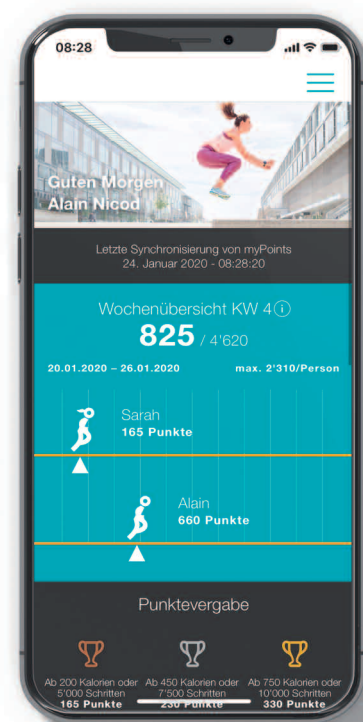 08:28
Guten Morgen
Alain Nicod
Letzte Synchronisierung von myPoints
24. Januar 2020 - 08:28:20
Wochenübersicht KW 4 i
825 / 4'620
20.01.2020 – 26.01.2020 max. 2'310/Person
Sarah
165 Punkte
Alain
660 Punkte
Punktevergabe
Ab 200 Kalorien oder Ab 450 Kalorien oder Ab 750 Kalorien oder
5'000 Schritten 7'500 Schritten 10'000 Schritten
165 Punkte 230 Punkte 330 Punkte